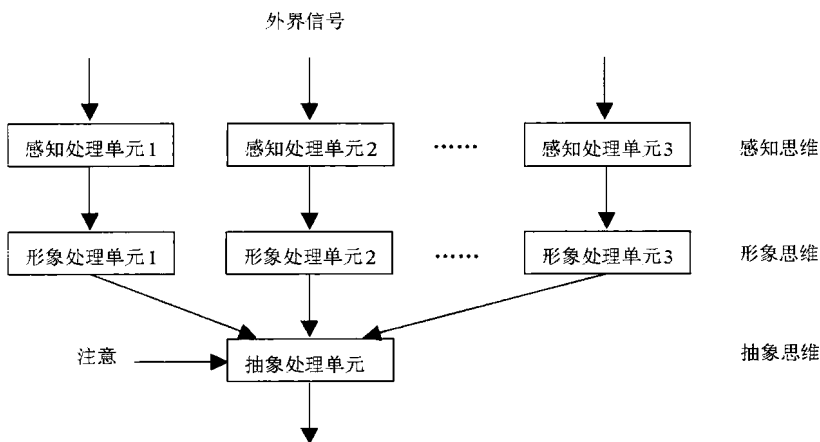 外界信号
感知处理单元1 感知处理单元2 …… 感知处理单元3 感知思维
形象处理单元1 形象处理单元2 …… 形象处理单元3 形象思维
注意 抽象处理单元 抽象思维